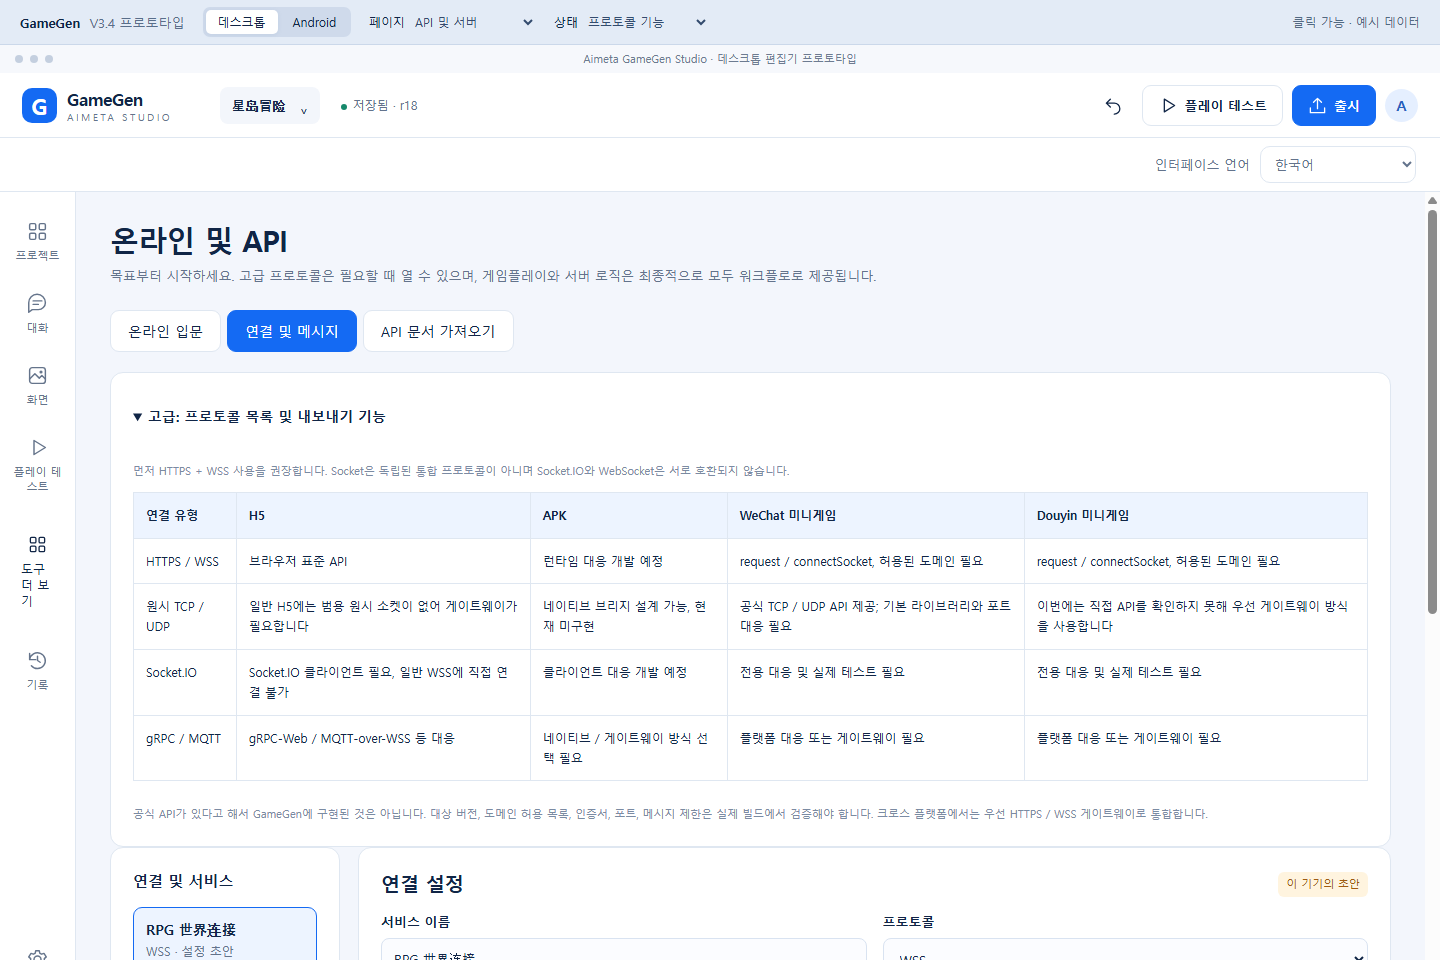 GameGen V3.4 프로토타입 데스크톱 Android 페이지 API 및 서버 상태 프로토콜 기능 클릭 가능 · 예시 데이터
Aimeta GameGen Studio · 데스크톱 편집기 프로토타입
G GameGen
AIMETA STUDIO
星岛冒险
저장됨 · r18
플레이 테스트
출시
A
인터페이스 언어 한국어
프로젝트
대화
화면
플레이 테
스트
도구
더 보
기
기록
온라인 및 API
목표부터 시작하세요. 고급 프로토콜은 필요할 때 열 수 있으며, 게임플레이와 서버 로직은 최종적으로 모두 워크플로로 제공됩니다.
온라인 입문 연결 및 메시지 API 문서 가져오기
▼ 고급: 프로토콜 목록 및 내보내기 기능
먼저 HTTPS + WSS 사용을 권장합니다. Socket은 독립된 통합 프로토콜이 아니며 Socket.IO와 WebSocket은 서로 호환되지 않습니다.
연결 유형 H5 APK WeChat 미니게임 Douyin 미니게임
HTTPS / WSS 브라우저 표준 API 런타임 대응 개발 예정 request / connectSocket, 허용된 도메인 필요 request / connectSocket, 허용된 도메인 필요
원시 TCP /
UDP
일반 H5에는 범용 원시 소켓이 없어 게이트웨이가
필요합니다
네이티브 브리지 설계 가능, 현
재 미구현
공식 TCP / UDP API 제공; 기본 라이브러리와 포트
대응 필요
이번에는 직접 API를 확인하지 못해 우선 게이트웨이 방식
을 사용합니다
Socket.IO
Socket.IO 클라이언트 필요, 일반 WSS에 직접 연
결 불가
클라이언트 대응 개발 예정
전용 대응 및 실제 테스트 필요
전용 대응 및 실제 테스트 필요
gRPC / MQTT
gRPC-Web / MQTT-over-WSS 등 대응
네이티브 / 게이트웨이 방식 선
택 필요
플랫폼 대응 또는 게이트웨이 필요
플랫폼 대응 또는 게이트웨이 필요
공식 API가 있다고 해서 GameGen에 구현된 것은 아닙니다. 대상 버전, 도메인 허용 목록, 인증서, 포트, 메시지 제한은 실제 빌드에서 검증해야 합니다. 크로스 플랫폼에서는 우선 HTTPS / WSS 게이트웨이로 통합합니다.
연결 및 서비스
RPG 世界连接
WSS · 설정 초안
연결 설정
이 기기의 초안
서비스 이름
프로토콜
RPG 世界连接
WSS